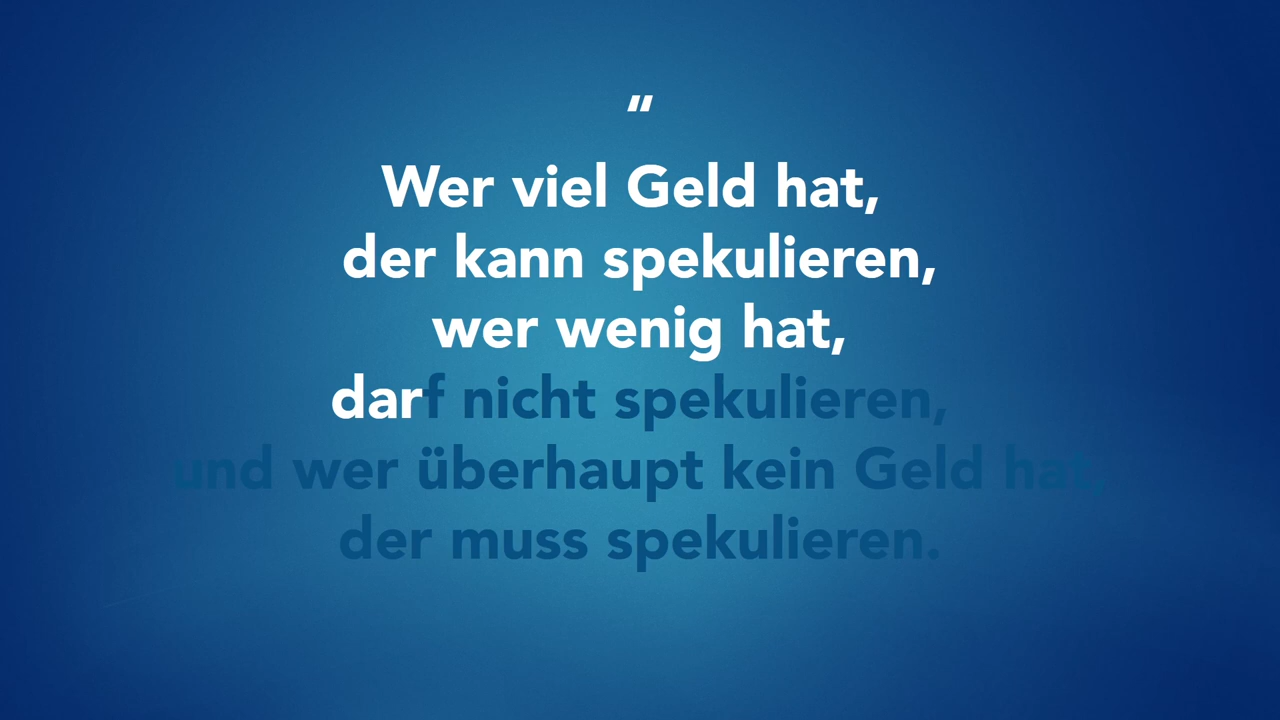 "
Wer viel Geld hat,
der kann spekulieren,
wer wenig hat,
darf nicht spekulieren,
und wer überhaupt kein Geld hat,
der muss spekulieren.